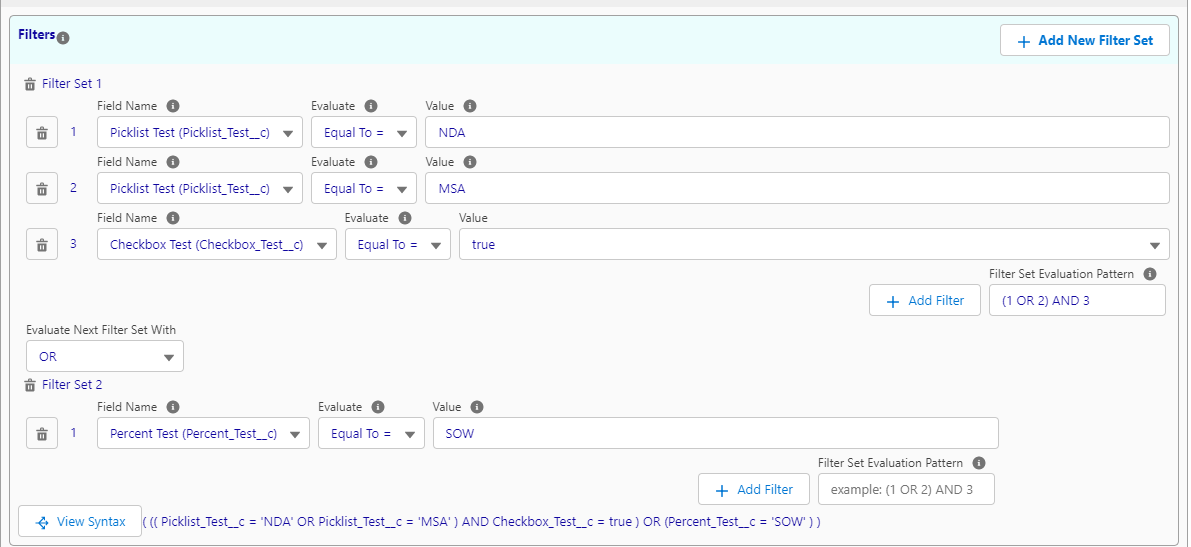 Filters
+ Add New Filter Set
Filter Set 1
Field Name Evaluate Value
1 Picklist Test (Picklist_Test__c) Equal To = NDA
Field Name Evaluate Value
2 Picklist Test (Picklist_Test__c) Equal To = MSA
Field Name Evaluate Value
3 Checkbox Test (Checkbox_Test__c) Equal To = true
Filter Set Evaluation Pattern
+ Add Filter (1 OR 2) AND 3
Evaluate Next Filter Set With
OR
Filter Set 2
Field Name Evaluate Value
1 Percent Test (Percent_Test__c) Equal To = SOW
Filter Set Evaluation Pattern
+ Add Filter example: (1 OR 2) AND 3
View Syntax ( (( Picklist_Test__c = 'NDA' OR Picklist_Test__c = 'MSA' ) AND Checkbox_Test__c = true ) OR (Percent_Test__c = 'SOW' ) )